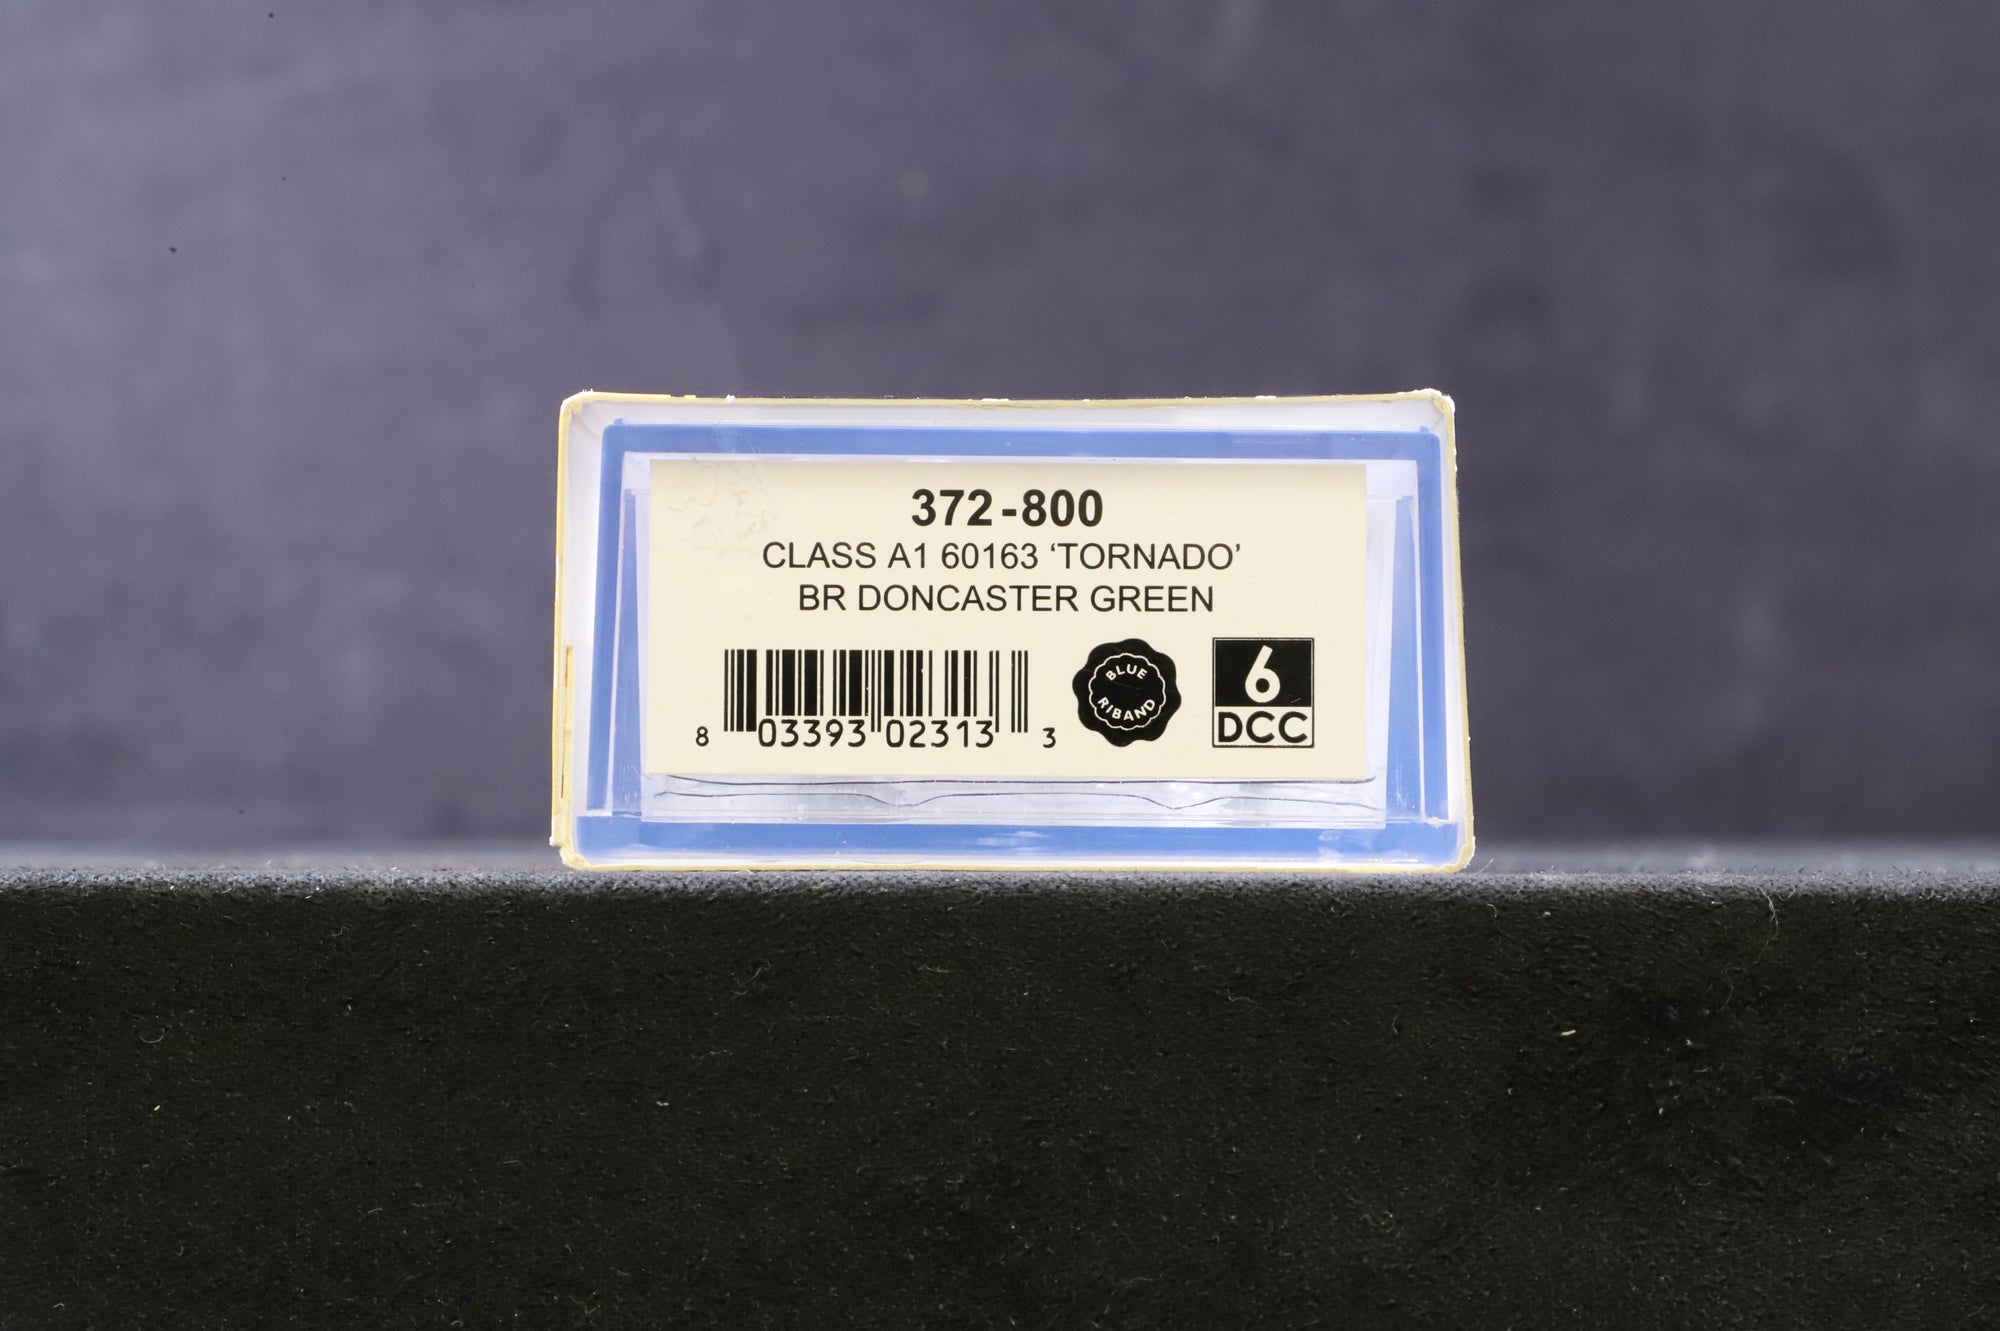 372-800
CLASS A1 60163 ‘TORNADO’
BR DONCASTER GREEN
8 03393 02313 3
BLUE
RIBAND
6
DCC